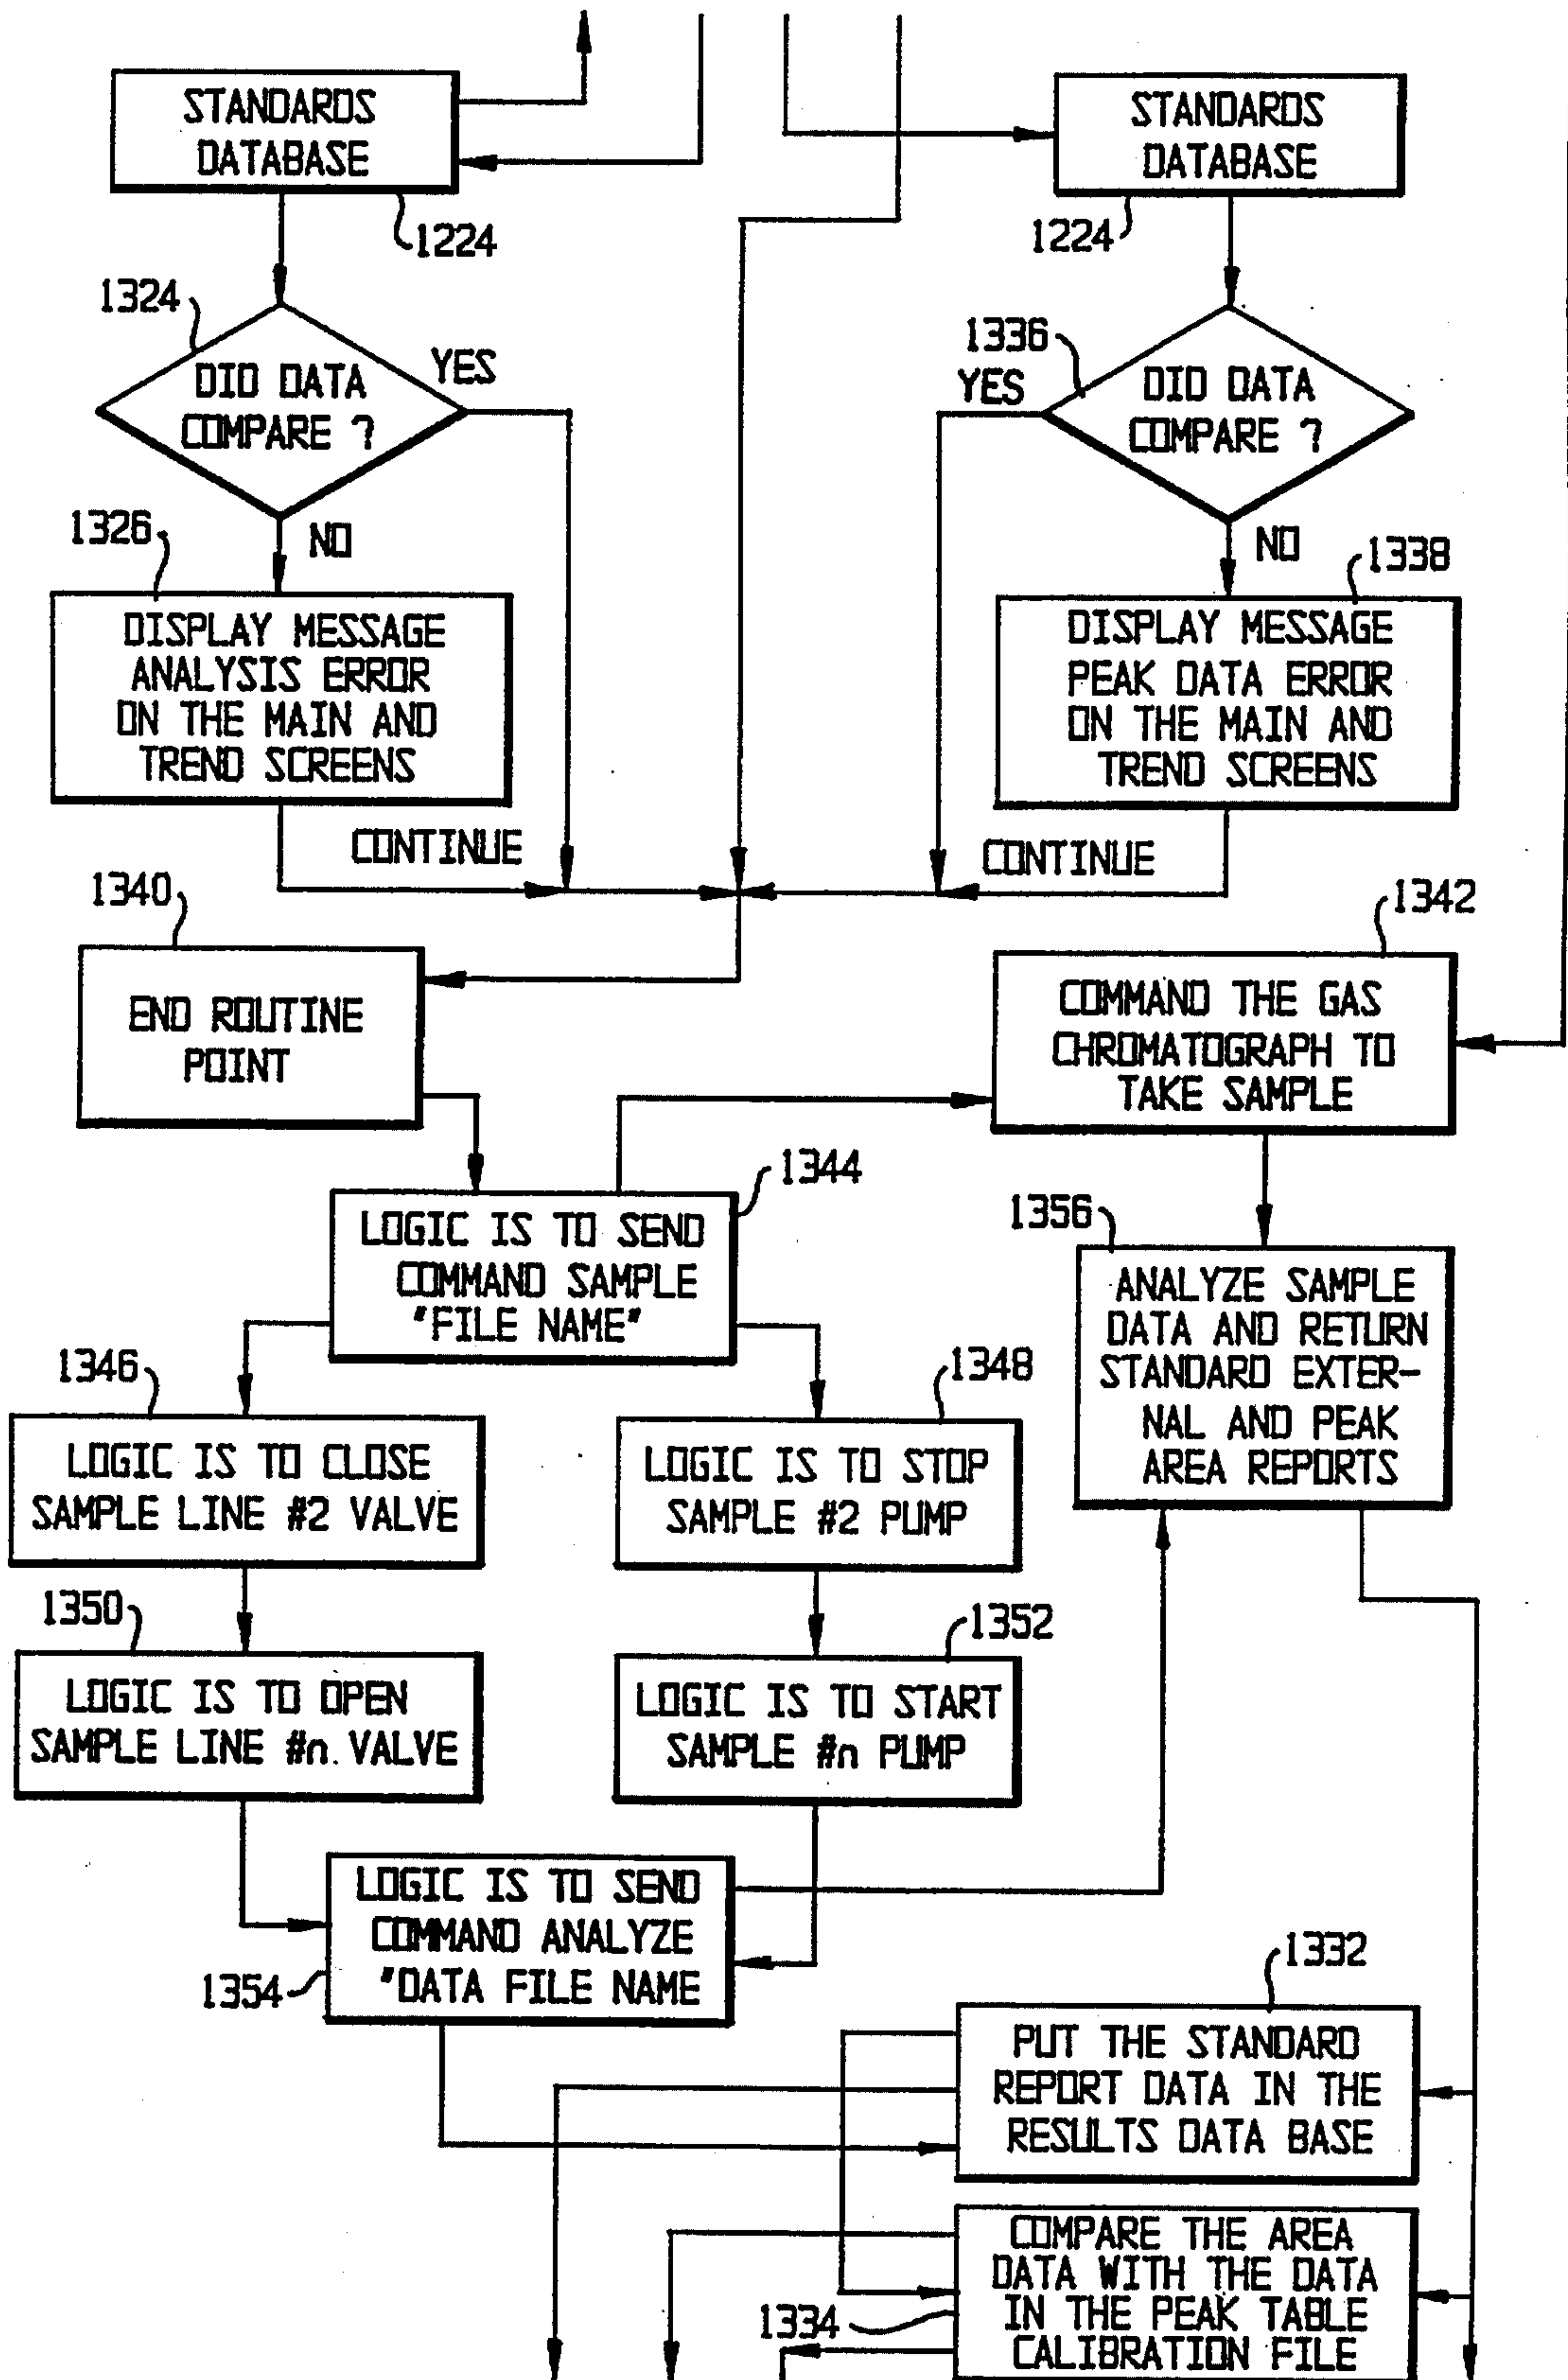 STANDARDS
DATABASE
1224
STANDARDS
DATABASE
1224
1324
DID DATA
COMPARE ?
YES
NO
1336
YES
DID DATA
COMPARE ?
NO
1326
DISPLAY MESSAGE
ANALYSIS ERROR
ON THE MAIN AND
TREND SCREENS
CONTINUE
1338
DISPLAY MESSAGE
PEAK DATA ERROR
ON THE MAIN AND
TREND SCREENS
CONTINUE
1340
END ROUTINE
POINT
1342
COMMAND THE GAS
CHROMATOGRAPH TO
TAKE SAMPLE
1344
LOGIC IS TO SEND
COMMAND SAMPLE
"FILE NAME"
1356
ANALYZE SAMPLE
DATA AND RETURN
STANDARD EXTER-
NAL AND PEAK
AREA REPORTS
1346
LOGIC IS TO CLOSE
SAMPLE LINE #2 VALVE
1348
LOGIC IS TO STOP
SAMPLE #2 PUMP
1350
LOGIC IS TO OPEN
SAMPLE LINE #n. VALVE
1352
LOGIC IS TO START
SAMPLE #n PUMP
LOGIC IS TO SEND
COMMAND ANALYZE
"DATA FILE NAME
1354
1332
PUT THE STANDARD
REPORT DATA IN THE
RESULTS DATA BASE
COMPARE THE AREA
DATA WITH THE DATA
IN THE PEAK TABLE
CALIBRATION FILE
1334